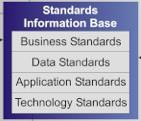 Standards
Information Base
Business Standards
Data Standards
Application Standards
Technology Standards